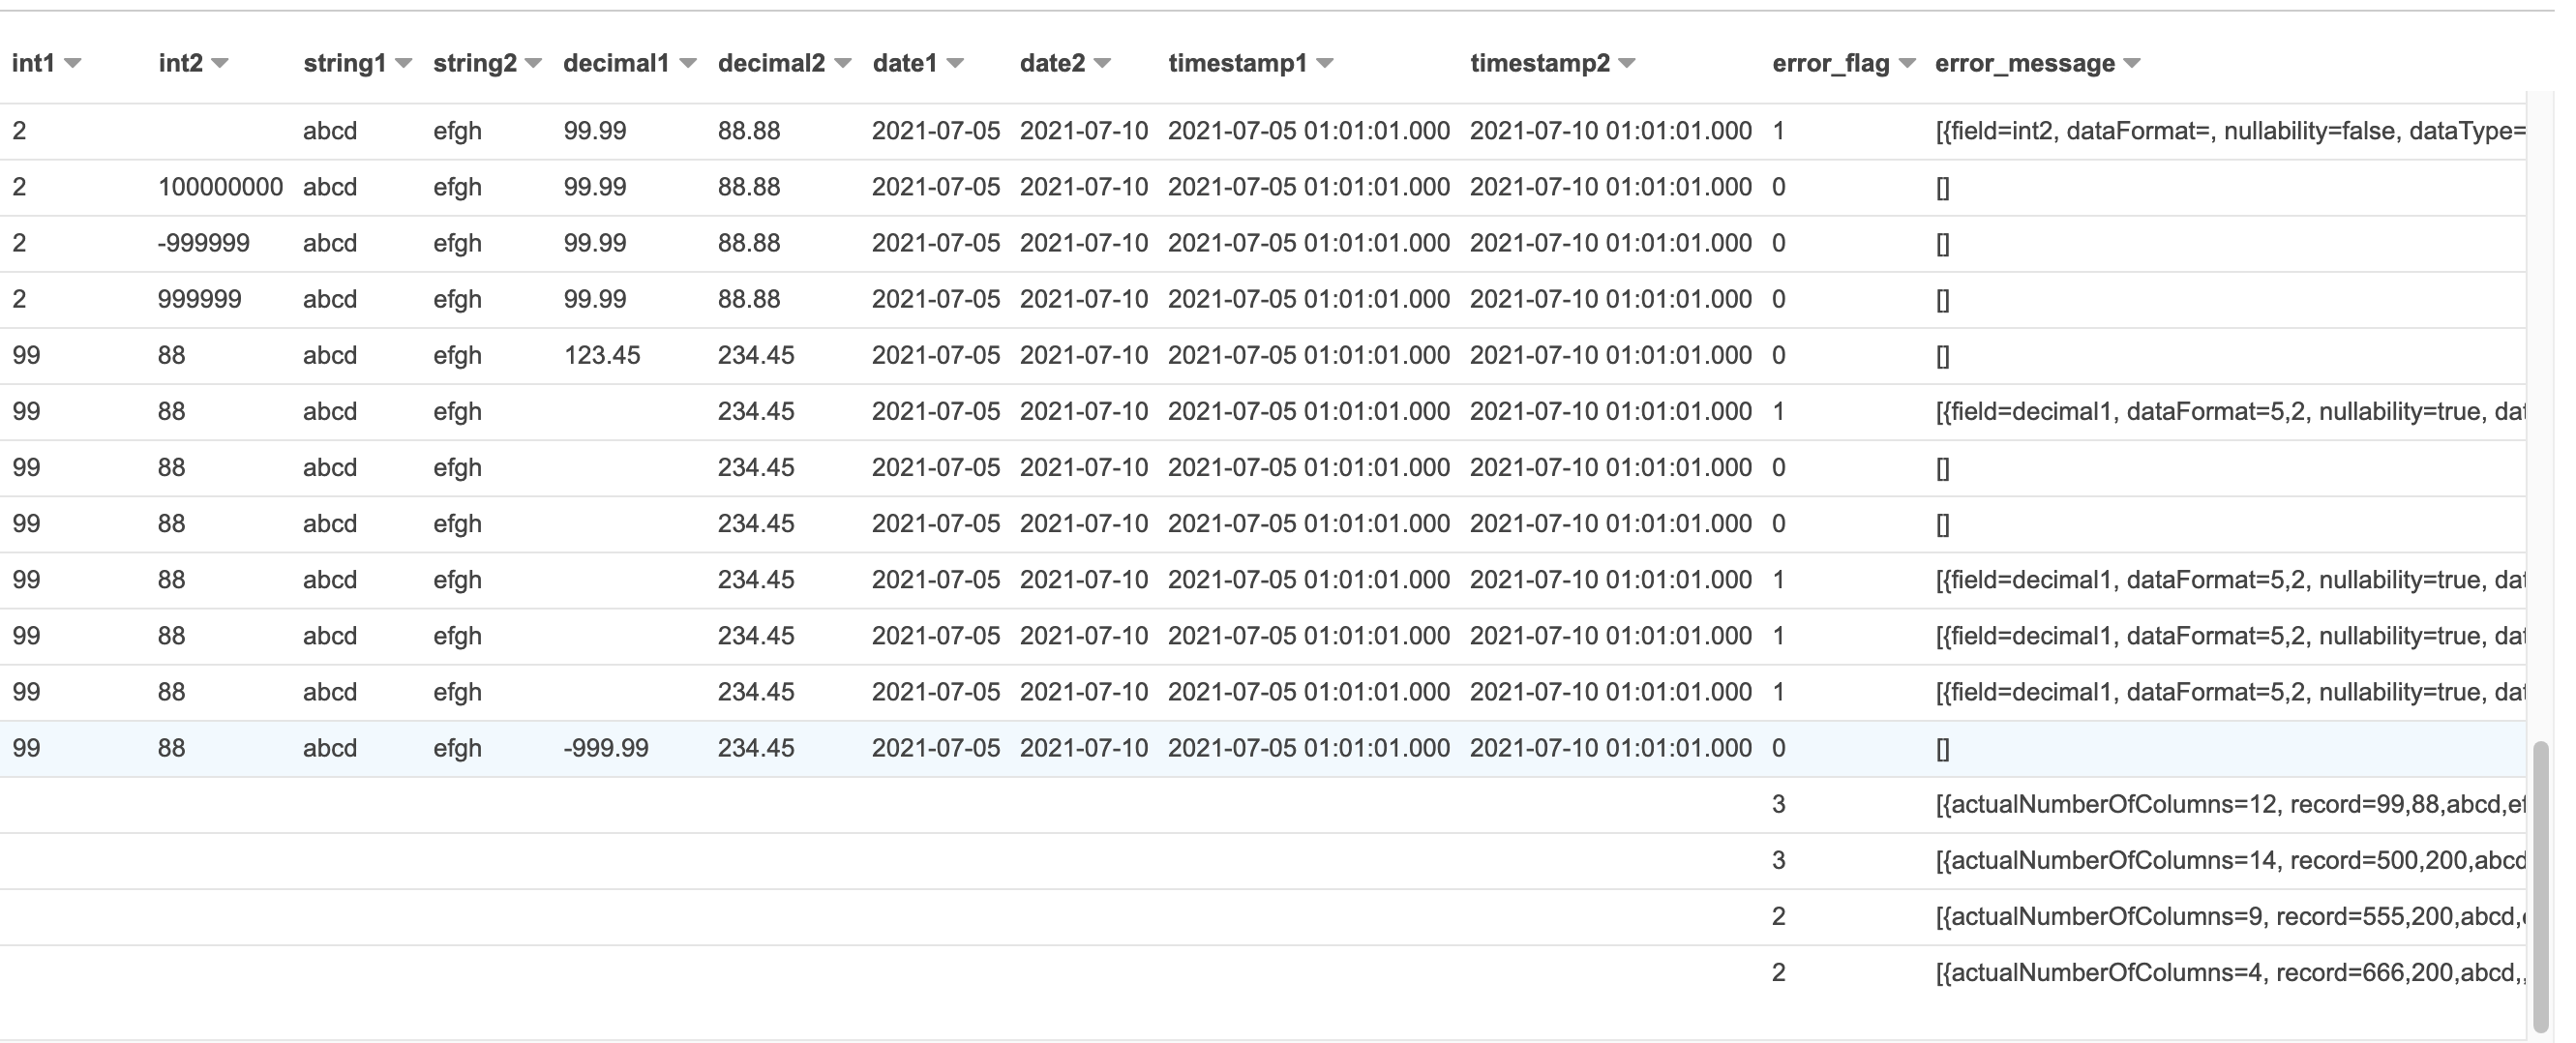 int1 int2 string1 string2 decimal1 decimal2 date1 date2 timestamp1 timestamp2 error_flag error_message
2 abcd efgh 99.99 88.88 2021-07-05 2021-07-10 2021-07-05 01:01:01.000 2021-07-10 01:01:01.000 1 [{field=int2, dataFormat=, nullability=false, dataType=
2 100000000 abcd efgh 99.99 88.88 2021-07-05 2021-07-10 2021-07-05 01:01:01.000 2021-07-10 01:01:01.000 0 []
2 -999999 abcd efgh 99.99 88.88 2021-07-05 2021-07-10 2021-07-05 01:01:01.000 2021-07-10 01:01:01.000 0 []
2 999999 abcd efgh 99.99 88.88 2021-07-05 2021-07-10 2021-07-05 01:01:01.000 2021-07-10 01:01:01.000 0 []
99 88 abcd efgh 123.45 234.45 2021-07-05 2021-07-10 2021-07-05 01:01:01.000 2021-07-10 01:01:01.000 0 []
99 88 abcd efgh 234.45 2021-07-05 2021-07-10 2021-07-05 01:01:01.000 2021-07-10 01:01:01.000 1 [{field=decimal1, dataFormat=5,2, nullability=true, dat
99 88 abcd efgh 234.45 2021-07-05 2021-07-10 2021-07-05 01:01:01.000 2021-07-10 01:01:01.000 0 []
99 88 abcd efgh 234.45 2021-07-05 2021-07-10 2021-07-05 01:01:01.000 2021-07-10 01:01:01.000 0 []
99 88 abcd efgh 234.45 2021-07-05 2021-07-10 2021-07-05 01:01:01.000 2021-07-10 01:01:01.000 1 [{field=decimal1, dataFormat=5,2, nullability=true, dat
99 88 abcd efgh 234.45 2021-07-05 2021-07-10 2021-07-05 01:01:01.000 2021-07-10 01:01:01.000 1 [{field=decimal1, dataFormat=5,2, nullability=true, dat
99 88 abcd efgh 234.45 2021-07-05 2021-07-10 2021-07-05 01:01:01.000 2021-07-10 01:01:01.000 1 [{field=decimal1, dataFormat=5,2, nullability=true, dat
99 88 abcd efgh -999.99 234.45 2021-07-05 2021-07-10 2021-07-05 01:01:01.000 2021-07-10 01:01:01.000 0 []
3 [{actualNumberOfColumns=12, record=99,88,abcd,ef
3 [{actualNumberOfColumns=14, record=500,200,abcd
2 [{actualNumberOfColumns=9, record=555,200,abcd,e
2 [{actualNumberOfColumns=4, record=666,200,abcd,,